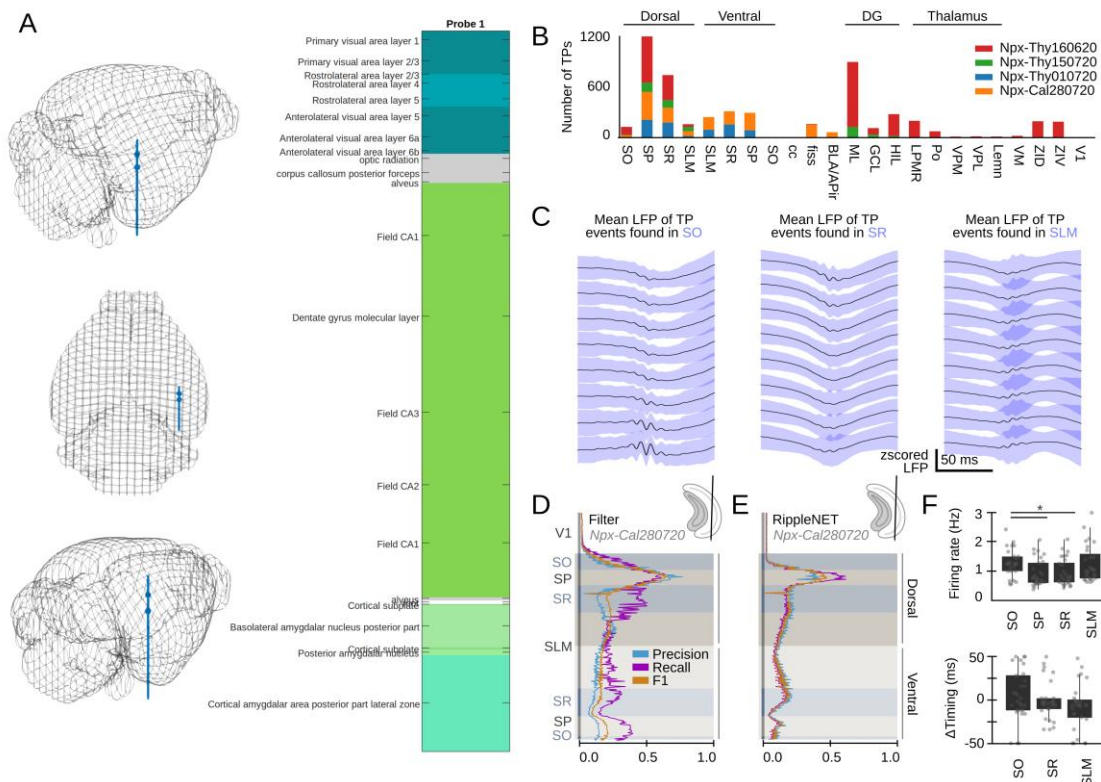 A
Probe 1
Primary visual area layer 1
Primary visual area layer 2/3
Rostrolateral area layer 2/3
Rostrolateral area layer 4
Rostrolateral area layer 5
Anterolateral visual area layer 5
Anterolateral visual area layer 6a
Anterolateral visual area layer 6b
optic radiation
corpus callosum posterior forceps
alveus
Field CA1
Dentate gyrus molecular layer
Field CA3
Field CA2
Field CA1
alveus
Cortical subplate
Basolateral amygdalar nucleus posterior part
Cortical subplate
Posterior amygdalar nucleus
Cortical amygdalar area posterior part lateral zone
B
Dorsal Ventral DG Thalamus
Number of TPs
1200
600
0
Npx-Thy160620
Npx-Thy150720
Npx-Thy010720
Npx-Cal280720
SO SP SR SLM SLM SR SP SO cc fiss BLA/APir ML GCL HIL LPMR Po VPM VPL Lemn VM ZID ZIV V1
C
Mean LFP of TP
events found in SO
Mean LFP of TP
events found in SR
Mean LFP of TP
events found in SLM
zscored
LFP
50 ms
D
Filter
Npx-Cal280720
V1
SO
SP
SR
SLM
SR
SP
SO
Precision
Recall
F1
0.0 0.5 1.0
E
RippleNET
Npx-Cal280720
Dorsal
Ventral
0.0 0.5 1.0
F
*
Firing rate (Hz)
3
2
1
0
SO SP SR SLM
ΔTiming (ms)
50
0
-50
SO SR SLM